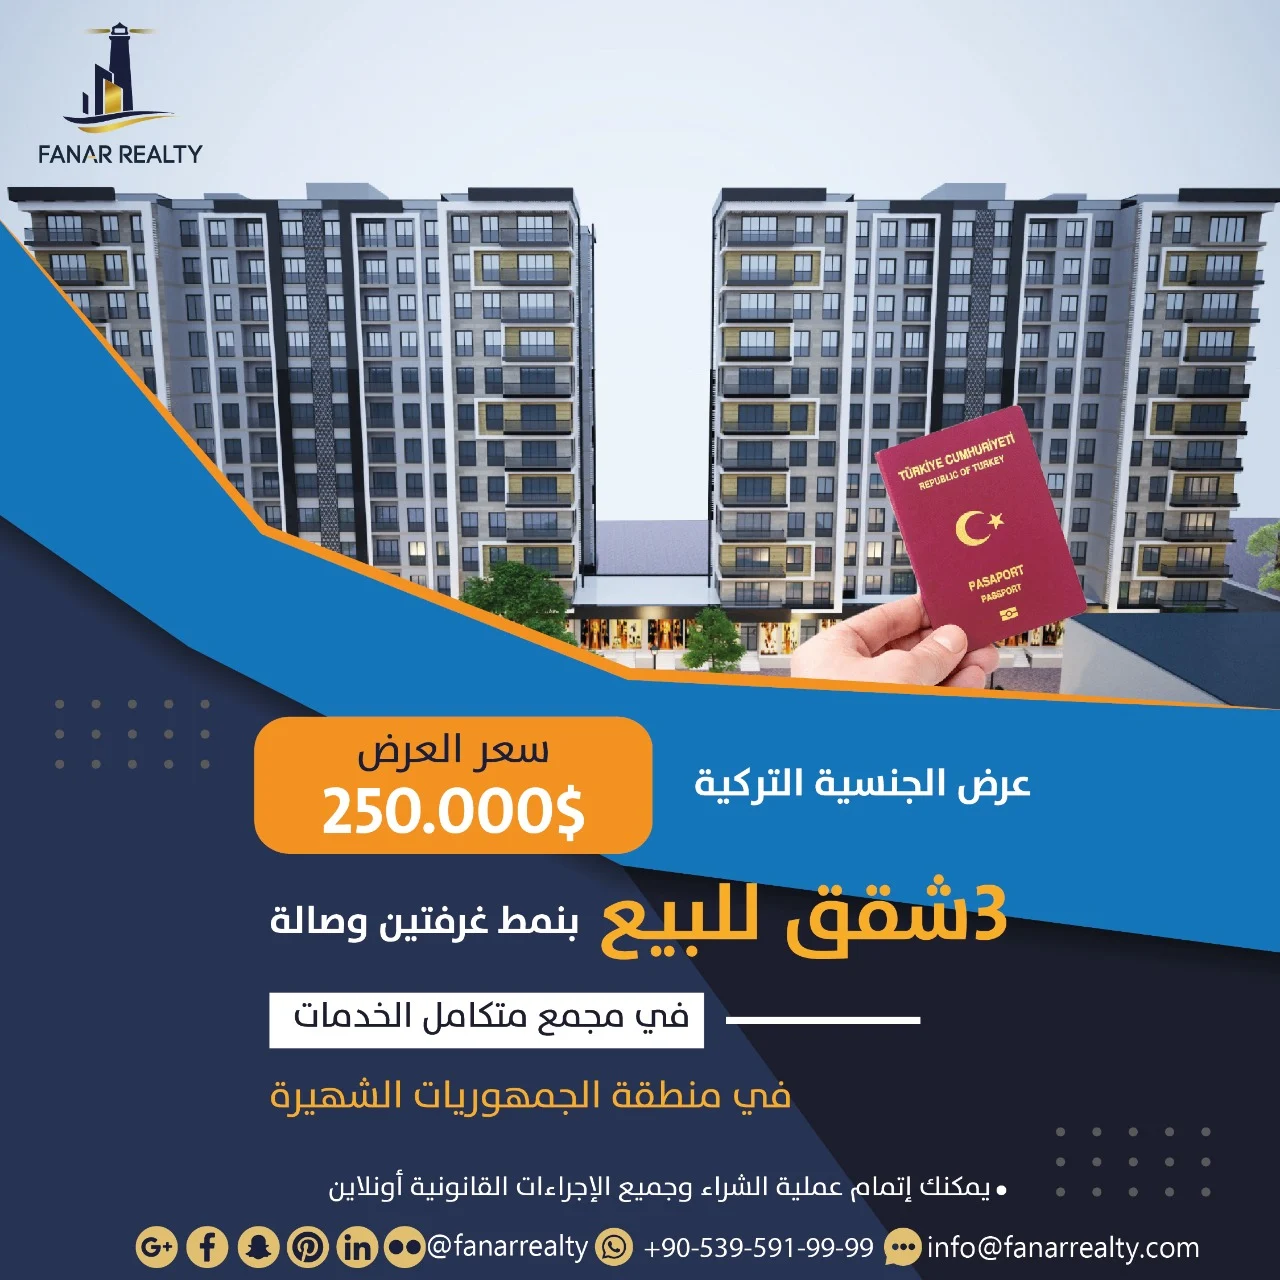 FANAR REALTY
TÜRKİYE CUMHURİYETİ
REPUBLIC OF TURKEY
PASAPORT
PASSPORT
سعر العرض
250.000$
عرض الجنسية التركية
3شقق للبيع بنمط غرفتين وصالة
في مجمع متكامل الخدمات
في منطقة الجمهوريات الشهيرة
• يمكنك إتمام عملية الشراء وجميع الإجراءات القانونية أونلاين
G+ f in @fanarrealty +90-539-591-99-99 info@fanarrealty.com